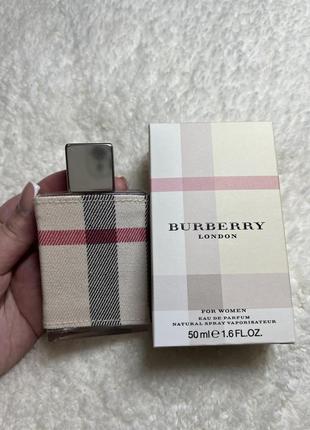 BURBERRY
LONDON
FOR WOMEN
EAU DE PARFUM
NATURAL SPRAY VAPORISATEUR
50 ml ℮ 1.6 FL.OZ.